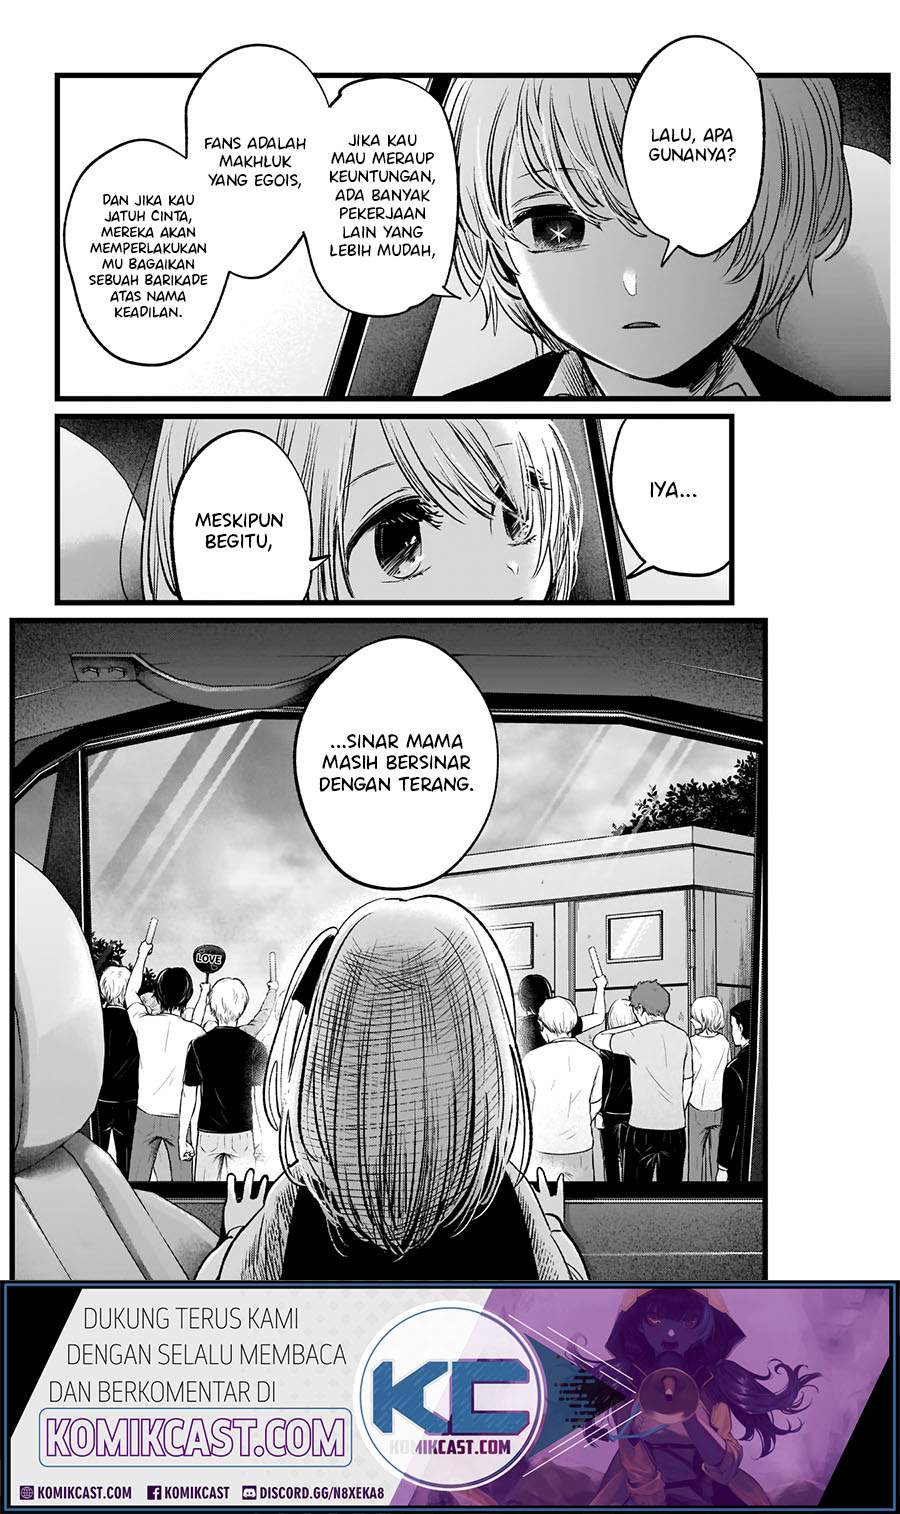 LALU, APA
GUNANYA?
JIKA KAU
MAU MERAUP
KEUNTUNGAN,
ADA BANYAK
PEKERJAAN
LAIN YANG
LEBIH MUDAH,
FANS ADALAH
MAKHLUK
YANG EGOIS,
DAN JIKA KAU
JATUH CINTA,
MEREKA AKAN
MEMPERLAKUKAN
MU BAGAIKAN
SEBUAH BARIKADE
ATAS NAMA
KEADILAN.
IYA...
MESKIPUN
BEGITU,
...SINAR MAMA
MASIH BERSINAR
DENGAN TERANG.
LOVE
DUKUNG TERUS KAMI
DENGAN SELALU MEMBACA
DAN BERKOMENTAR DI
KOMIKCAST.COM
KC
KOMIKCAST.COM
KOMIKCAST.COM KOMIKCAST DISCORD.GG/N8XEKA8